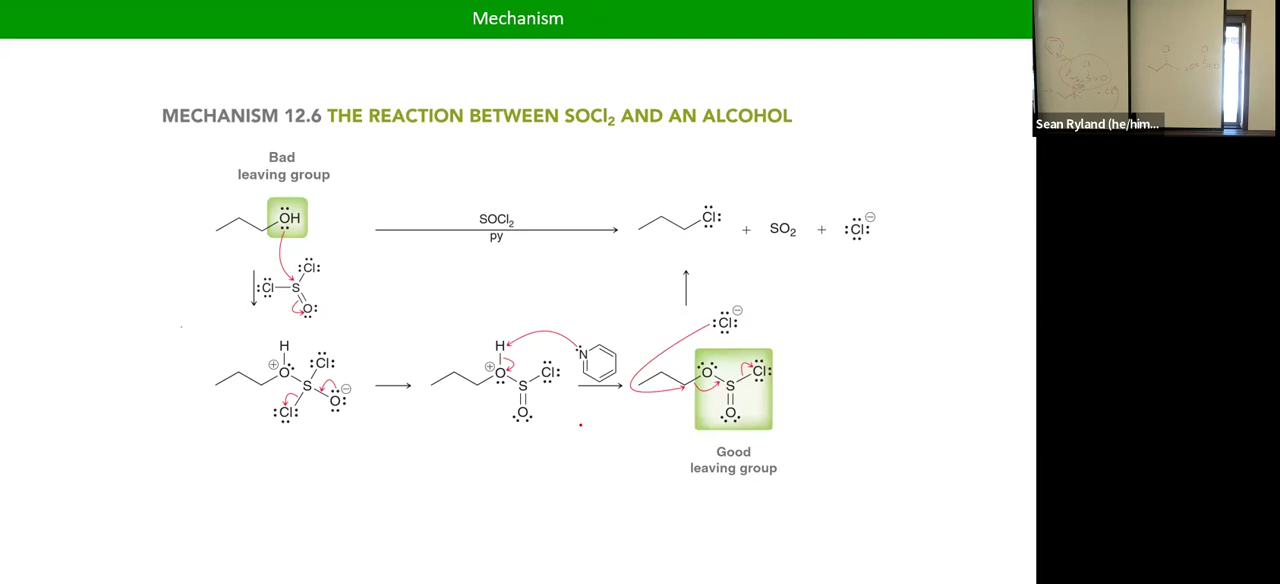 Mechanism
Sean Ryland (he/him...
MECHANISM 12.6 THE REACTION BETWEEN SOCl₂ AND AN ALCOHOL
Bad
leaving group
OH
SOCl₂
py
Cl
+ SO₂ + Cl⊖
Cl
Cl S
O
Cl⊖
H
⊕O Cl
S
O⊖
Cl
H
⊕O Cl
S
O
N
O Cl
S
O
Good
leaving group